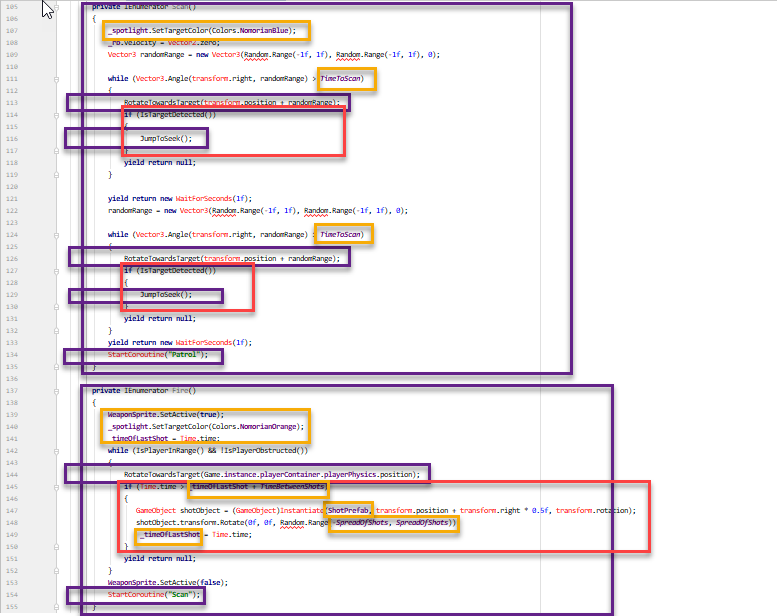 105 private IEnumerator Scan()
106 {
107 _spotlight.SetTargetColor(Colors.NomorianBlue);
108 _rb.velocity = Vector2.zero;
109 Vector3 randomRange = new Vector3(Random.Range(-1f, 1f), Random.Range(-1f, 1f), 0);
110
111 while (Vector3.Angle(transform.right, randomRange) > TimeToScan)
112 {
113 RotateTowardsTarget(transform.position + randomRange);
114 if (IsTargetDetected())
115 {
116 JumpToSeek();
117 }
118 yield return null;
119 }
120
121 yield return new WaitForSeconds(1f);
122 randomRange = new Vector3(Random.Range(-1f, 1f), Random.Range(-1f, 1f), 0);
123
124 while (Vector3.Angle(transform.right, randomRange) > TimeToScan)
125 {
126 RotateTowardsTarget(transform.position + randomRange);
127 if (IsTargetDetected())
128 {
129 JumpToSeek();
130 }
131 yield return null;
132 }
133 yield return new WaitForSeconds(1f);
134 StartCoroutine("Patrol");
135 }
136
137 private IEnumerator Fire()
138 {
139 WeaponSprite.SetActive(true);
140 _spotlight.SetTargetColor(Colors.NomorianOrange);
141 _timeOfLastShot = Time.time;
142 while (IsPlayerInRange() && !IsPlayerObstructed())
143 {
144 RotateTowardsTarget(Game.instance.playerContainer.playerPhysics.position);
145 if (Time.time > _timeOfLastShot + TimeBetweenShots)
146 {
147 GameObject shotObject = (GameObject)Instantiate(ShotPrefab, transform.position + transform.right * 0.5f, transform.rotation);
148 shotObject.transform.Rotate(0f, 0f, Random.Range(-SpreadOfShots, SpreadOfShots));
149 _timeOfLastShot = Time.time;
150 }
151 yield return null;
152 }
153 WeaponSprite.SetActive(false);
154 StartCoroutine("Scan");
155 }